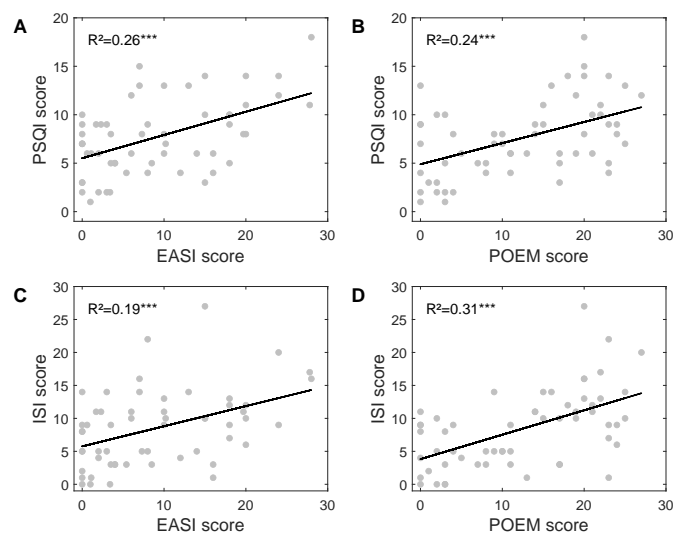 A
R²=0.26***
PSQI score
20
15
10
5
0
0 10 20 30
EASI score
B
R²=0.24***
PSQI score
20
15
10
5
0
0 10 20 30
POEM score
C
R²=0.19***
ISI score
30
25
20
15
10
5
0
0 10 20 30
EASI score
D
R²=0.31***
ISI score
30
25
20
15
10
5
0
0 10 20 30
POEM score